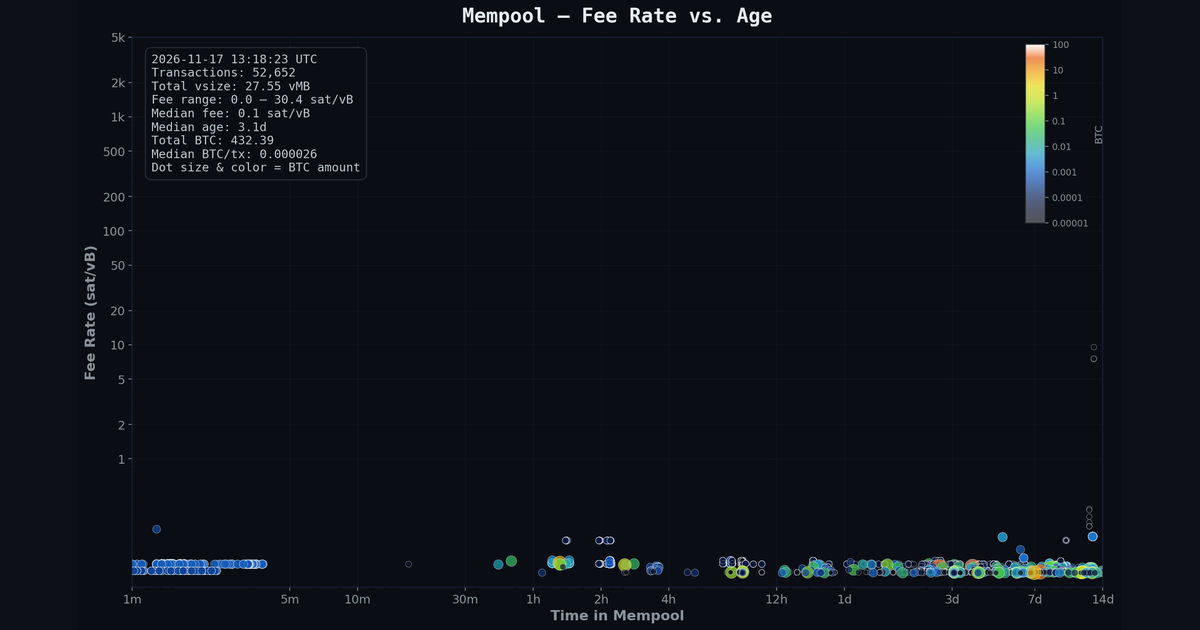 Mempool — Fee Rate vs. Age
2026-11-17 13:18:23 UTC
Transactions: 52,652
Total vsize: 27.55 vMB
Fee range: 0.0 – 30.4 sat/vB
Median fee: 0.1 sat/vB
Median age: 3.1d
Total BTC: 432.39
Median BTC/tx: 0.000026
Dot size & color = BTC amount
100
10
1
0.1
0.01
0.001
0.0001
0.00001
BTC
5k
2k
1k
500
200
100
50
20
10
5
2
1
Fee Rate (sat/vB)
1m 5m 10m 30m 1h 2h 4h 12h 1d 3d 7d 14d
Time in Mempool